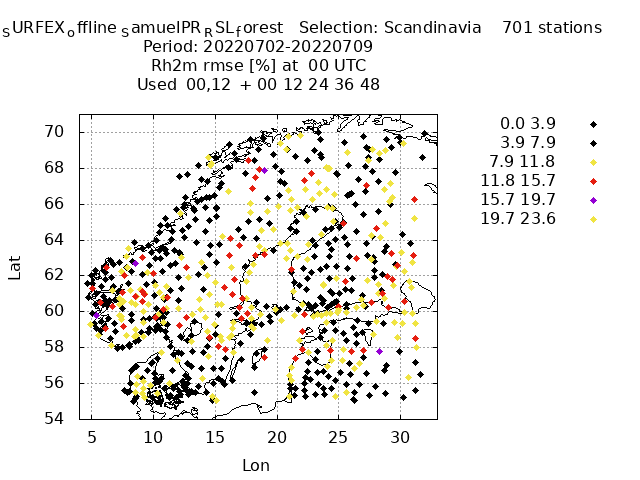 SURFEXoffline SamuelPRRSLforest Selection: Scandinavia 701 stations
Period: 20220702-20220709
Rh2m rmse [%] at 00 UTC
Used 00,12 + 00 12 24 36 48
0.0 3.9
3.9 7.9
7.9 11.8
11.8 15.7
15.7 19.7
19.7 23.6
70
68
66
64
62
60
58
56
54
Lat
5 10 15 20 25 30
Lon